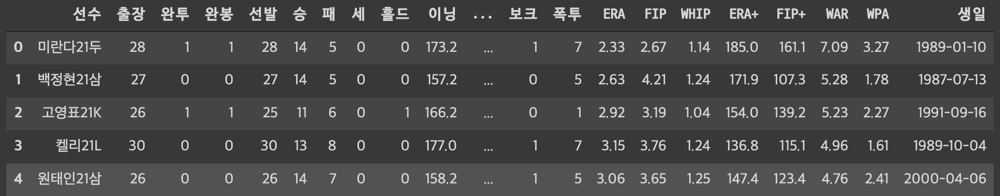 선수 출장 완투 완봉 선발 승 패 세 홀드 이닝 ... 보크 폭투 ERA FIP WHIP ERA+ FIP+ WAR WPA 생일
0 미란다21두 28 1 1 28 14 5 0 0 173.2 ... 1 7 2.33 2.67 1.14 185.0 161.1 7.09 3.27 1989-01-10
1 백정현21삼 27 0 0 27 14 5 0 0 157.2 ... 0 5 2.63 4.21 1.24 171.9 107.3 5.28 1.78 1987-07-13
2 고영표21K 26 1 1 25 11 6 0 1 166.2 ... 0 1 2.92 3.19 1.04 154.0 139.2 5.23 2.27 1991-09-16
3 켈리21L 30 0 0 30 13 8 0 0 177.0 ... 1 7 3.15 3.76 1.24 136.8 115.1 4.96 1.61 1989-10-04
4 원태인21삼 26 0 0 26 14 7 0 0 158.2 ... 1 5 3.06 3.65 1.25 147.4 123.4 4.76 2.41 2000-04-06